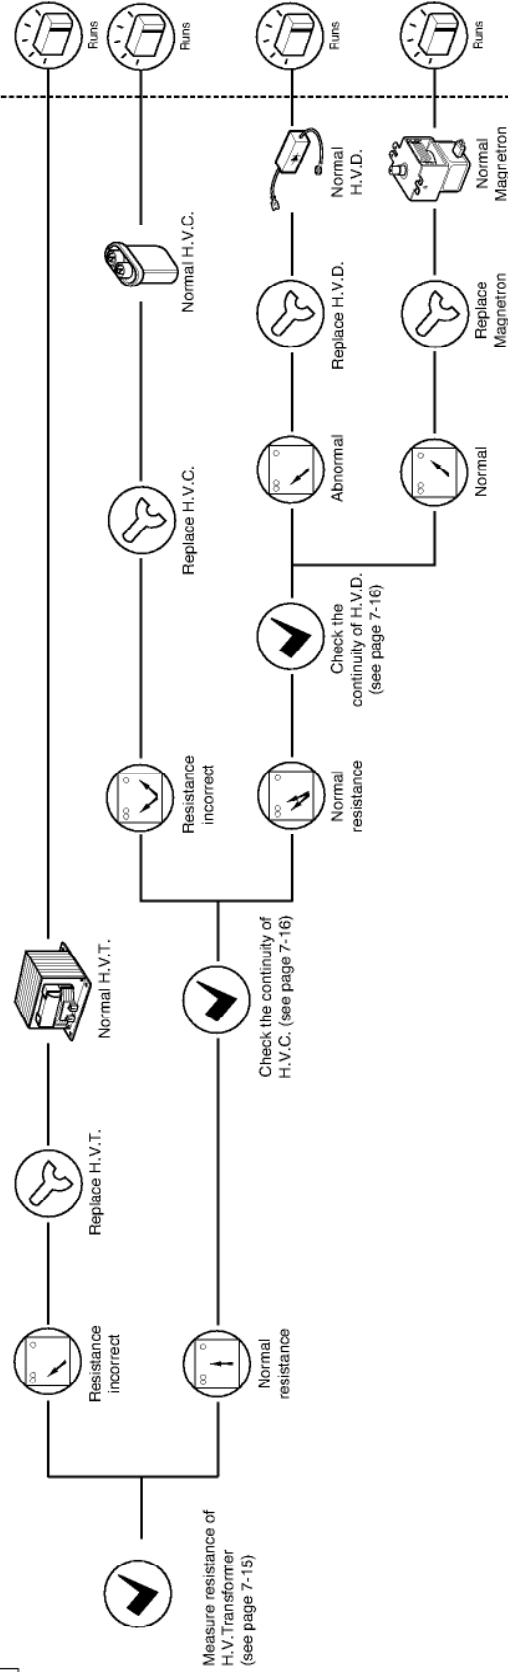 Measure resistance of
H.V.Transformer
(see page 7-15)
Resistance
incorrect
Replace H.V.T.
Normal H.V.T.
Runs
Normal
resistance
Check the continuity of
H.V.C. (see page 7-16)
Resistance
incorrect
Replace H.V.C.
Normal H.V.C.
Runs
Normal
resistance
Check the
continuity of H.V.D.
(see page 7-16)
Abnormal
Replace H.V.D.
Normal
H.V.D.
Runs
Normal
Replace
Magnetron
Normal
Magnetron
Runs